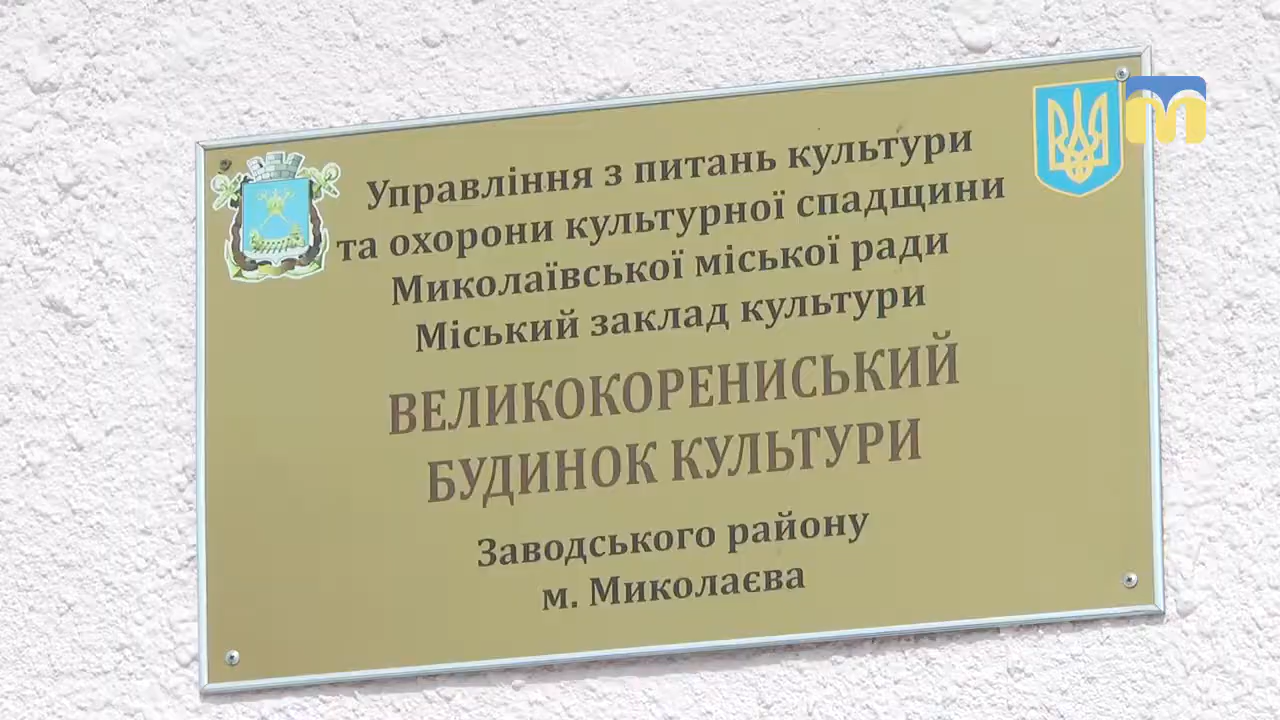 Управління з питань культури
та охорони культурної спадщини
Миколаївської міської ради
Міський заклад культури
ВЕЛИКОКОРЕНИСЬКИЙ
БУДИНОК КУЛЬТУРИ
Заводського району
м. Миколаєва